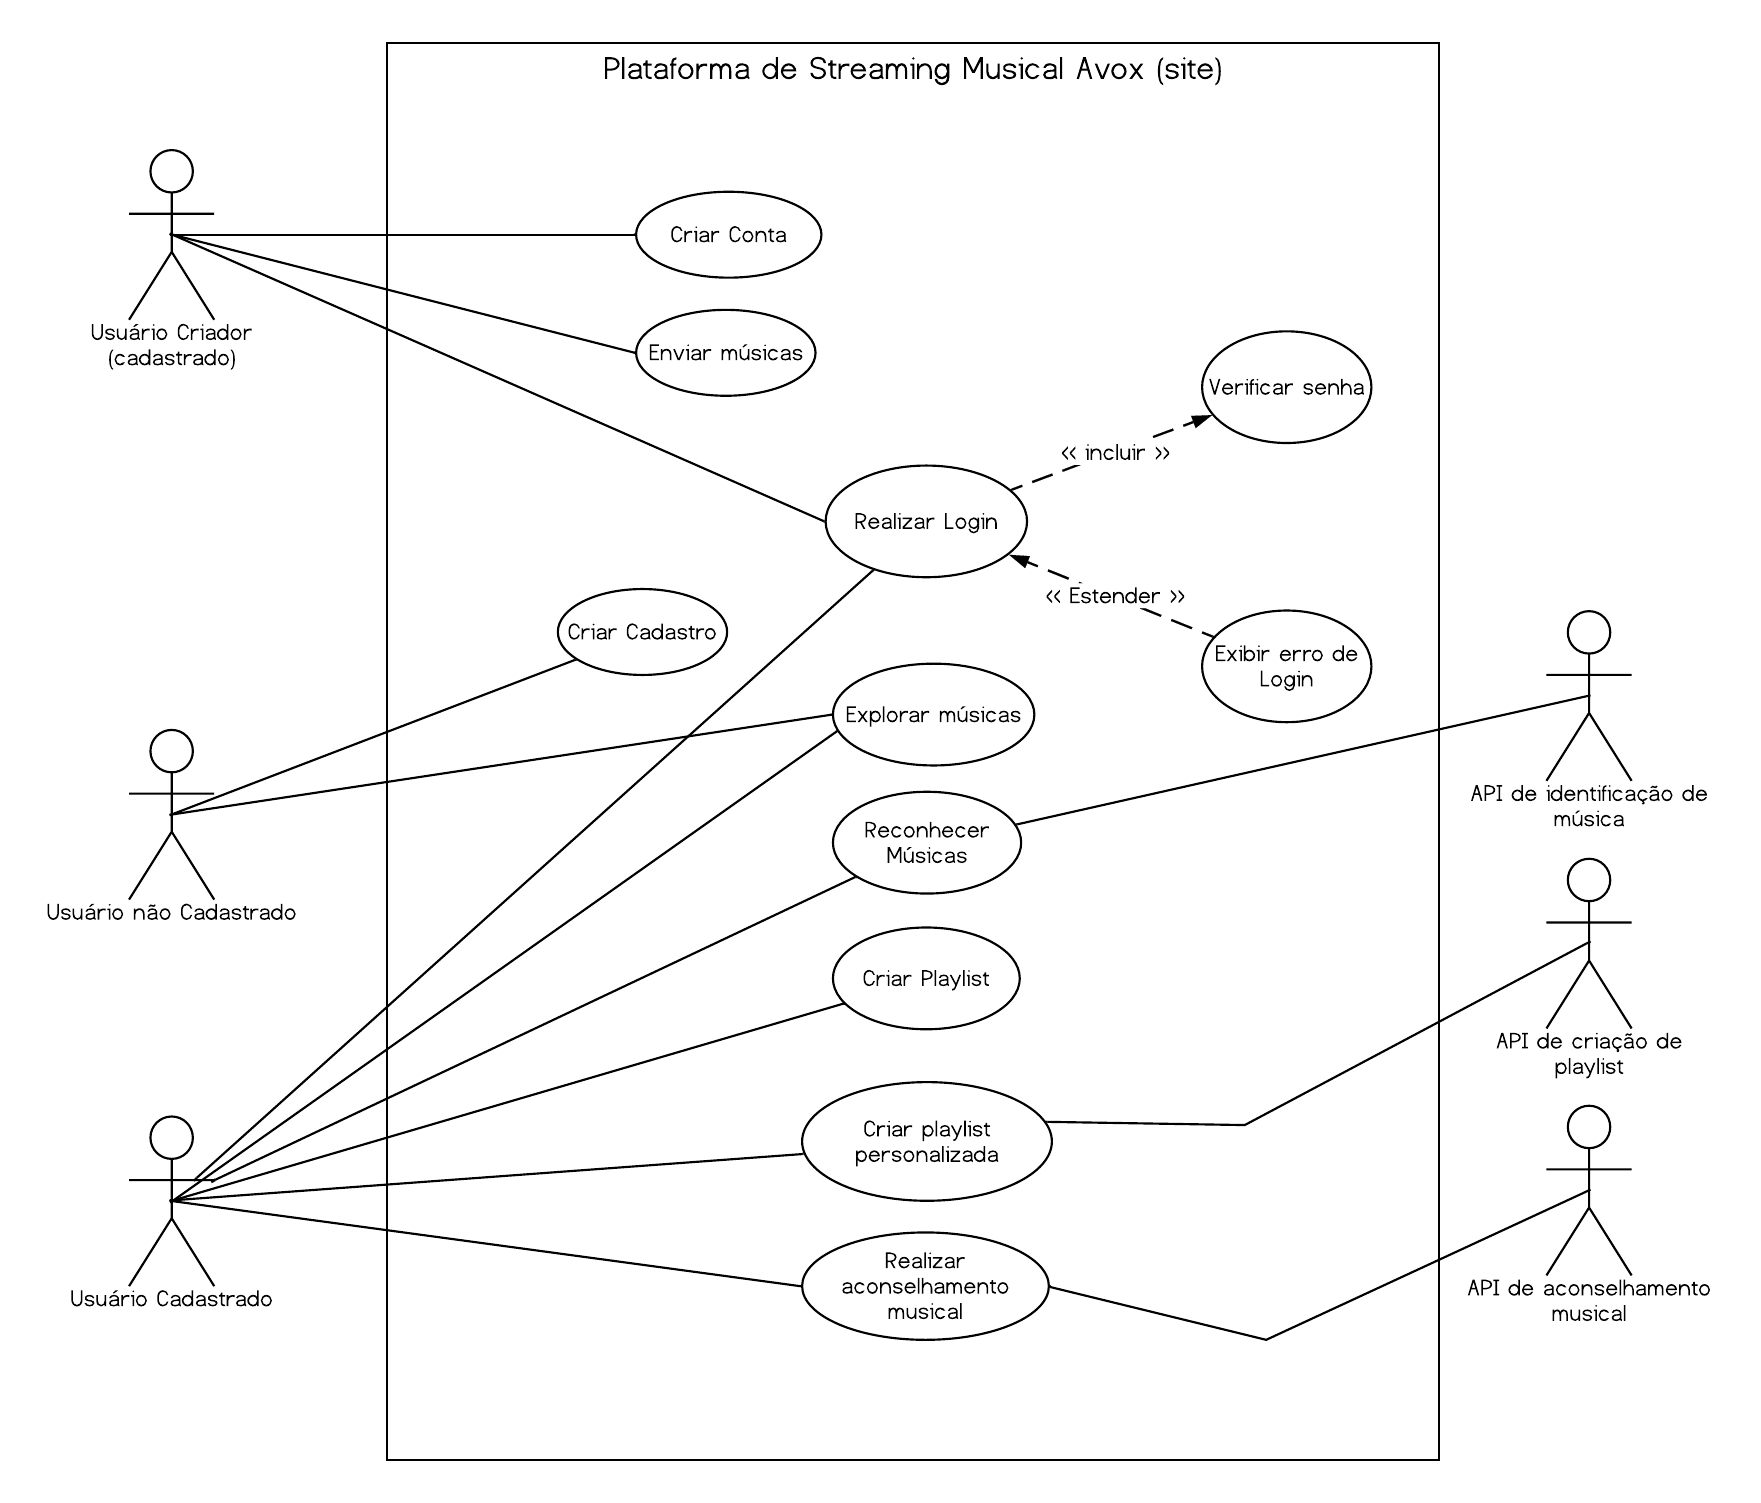 Plataforma de Streaming Musical Avox (site)
Criar Conta
Usuário Criador
(cadastrado)
Enviar músicas
Verificar senha
<< incluir >>
Realizar Login
<< Estender >>
Criar Cadastro
Exibir erro de
Login
Explorar músicas
API de identificação de
música
Reconhecer
Músicas
Usuário não Cadastrado
Criar Playlist
API de criação de
playlist
Criar playlist
personalizada
Realizar
aconselhamento
musical
Usuário Cadastrado
API de aconselhamento
musical